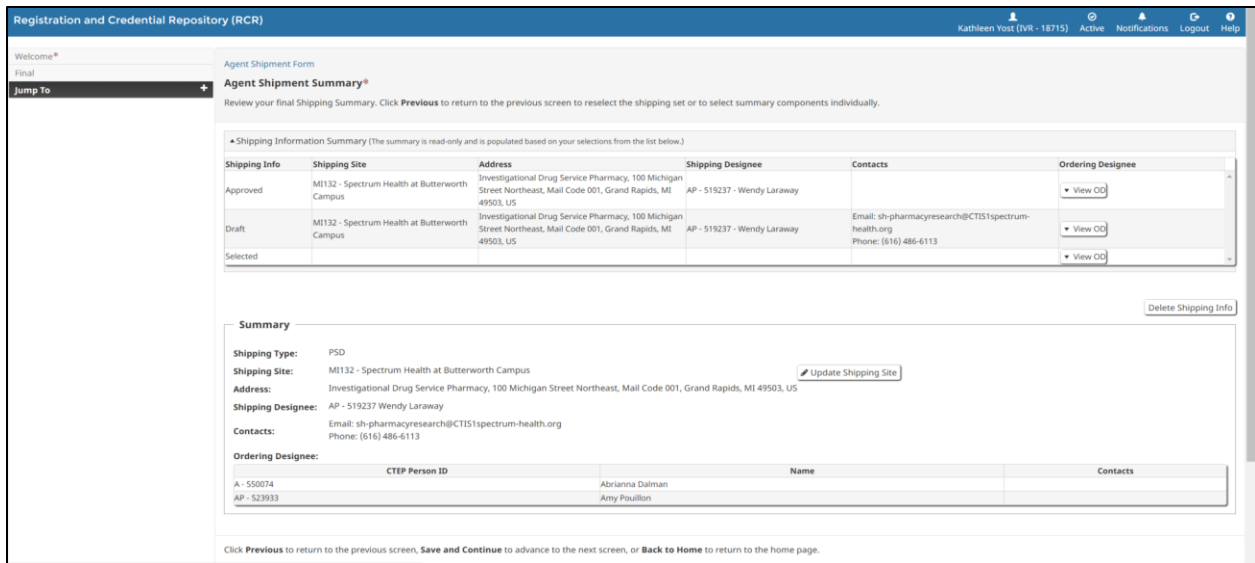 Registration and Credential Repository (RCR)
Kathleen Yost (IVR - 18715) Active Notifications Logout Help
Welcome*
Final
Jump To +
Agent Shipment Form
Agent Shipment Summary*
Review your final Shipping Summary. Click Previous to return to the previous screen to reselect the shipping set or to select summary components individually.
Shipping Information Summary (The summary is read-only and is populated based on your selections from the list below.)
Shipping Info Shipping Site Address Shipping Designee Contacts Ordering Designee
Approved MI132 - Spectrum Health at Butterworth Campus Investigational Drug Service Pharmacy, 100 Michigan Street Northeast, Mail Code 001, Grand Rapids, MI 49503, US AP - 519237 - Wendy Laraway View OD
Draft MI132 - Spectrum Health at Butterworth Campus Investigational Drug Service Pharmacy, 100 Michigan Street Northeast, Mail Code 001, Grand Rapids, MI 49503, US AP - 519237 - Wendy Laraway Email: sh-pharmacyresearch@CTIS1spectrum-health.org Phone: (616) 486-6113 View OD
Selected View OD
Delete Shipping Info
Summary
Shipping Type: PSD
Shipping Site: MI132 - Spectrum Health at Butterworth Campus Update Shipping Site
Address: Investigational Drug Service Pharmacy, 100 Michigan Street Northeast, Mail Code 001, Grand Rapids, MI 49503, US
Shipping Designee: AP - 519237 Wendy Laraway
Contacts: Email: sh-pharmacyresearch@CTIS1spectrum-health.org
Phone: (616) 486-6113
Ordering Designee:
CTEP Person ID Name Contacts
A - 550074 Abrianna Dalman
AP - 523933 Amy Pouillon
Click Previous to return to the previous screen, Save and Continue to advance to the next screen, or Back to Home to return to the home page.